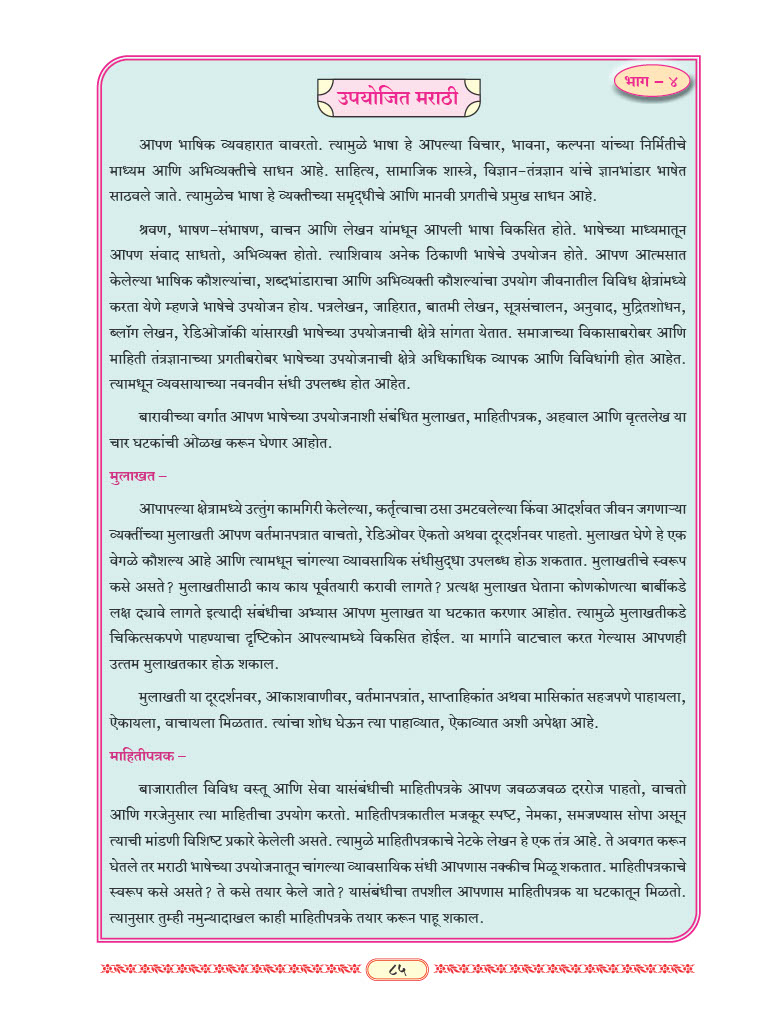 भाग – ४
उपयोजित मराठी
आपण भाषिक व्यवहारात वावरतो. त्यामुळे भाषा हे आपल्या विचार, भावना, कल्पना यांच्या निर्मितीचे
माध्यम आणि अभिव्यक्तीचे साधन आहे. साहित्य, सामाजिक शास्त्रे, विज्ञान-तंत्रज्ञान यांचे ज्ञानभांडार भाषेत
साठवले जाते. त्यामुळेच भाषा हे व्यक्तीच्या समृद्धीचे आणि मानवी प्रगतीचे प्रमुख साधन आहे.
श्रवण, भाषण-संभाषण, वाचन आणि लेखन यांमधून आपली भाषा विकसित होते. भाषेच्या माध्यमातून
आपण संवाद साधतो, अभिव्यक्त होतो. त्याशिवाय अनेक ठिकाणी भाषेचे उपयोजन होते. आपण आत्मसात
केलेल्या भाषिक कौशल्यांचा, शब्दभांडाराचा आणि अभिव्यक्ती कौशल्यांचा उपयोग जीवनातील विविध क्षेत्रांमध्ये
करता येणे म्हणजे भाषेचे उपयोजन होय. पत्रलेखन, जाहिरात, बातमी लेखन, सूत्रसंचालन, अनुवाद, मुद्रितशोधन,
ब्लॉग लेखन, रेडिओजॉकी यांसारखी भाषेच्या उपयोजनाची क्षेत्रे सांगता येतात. समाजाच्या विकासाबरोबर आणि
माहिती तंत्रज्ञानाच्या प्रगतीबरोबर भाषेच्या उपयोजनाची क्षेत्रे अधिकाधिक व्यापक आणि विविधांगी होत आहेत.
त्यामधून व्यवसायाच्या नवनवीन संधी उपलब्ध होत आहेत.
बारावीच्या वर्गात आपण भाषेच्या उपयोजनाशी संबंधित मुलाखत, माहितीपत्रक, अहवाल आणि वृत्तलेख या
चार घटकांची ओळख करून घेणार आहोत.
मुलाखत –
आपापल्या क्षेत्रामध्ये उत्तुंग कामगिरी केलेल्या, कर्तृत्वाचा ठसा उमटवलेल्या किंवा आदर्शवत जीवन जगणाऱ्या
व्यक्तींच्या मुलाखती आपण वर्तमानपत्रात वाचतो, रेडिओवर ऐकतो अथवा दूरदर्शनवर पाहतो. मुलाखत घेणे हे एक
वेगळे कौशल्य आहे आणि त्यामधून चांगल्या व्यावसायिक संधीसुद्धा उपलब्ध होऊ शकतात. मुलाखतीचे स्वरूप
कसे असते? मुलाखतीसाठी काय काय पूर्वतयारी करावी लागते? प्रत्यक्ष मुलाखत घेताना कोणकोणत्या बाबींकडे
लक्ष द्यावे लागते इत्यादी संबंधीचा अभ्यास आपण मुलाखत या घटकात करणार आहोत. त्यामुळे मुलाखतीकडे
चिकित्सकपणे पाहण्याचा दृष्टिकोन आपल्यामध्ये विकसित होईल. या मार्गाने वाटचाल करत गेल्यास आपणही
उत्तम मुलाखतकार होऊ शकाल.
मुलाखती या दूरदर्शनवर, आकाशवाणीवर, वर्तमानपत्रांत, साप्ताहिकांत अथवा मासिकांत सहजपणे पाहायला,
ऐकायला, वाचायला मिळतात. त्यांचा शोध घेऊन त्या पाहाव्यात, ऐकाव्यात अशी अपेक्षा आहे.
माहितीपत्रक –
बाजारातील विविध वस्तू आणि सेवा यासंबंधीची माहितीपत्रके आपण जवळजवळ दररोज पाहतो, वाचतो
आणि गरजेनुसार त्या माहितीचा उपयोग करतो. माहितीपत्रकातील मजकूर स्पष्ट, नेमका, समजण्यास सोपा असून
त्याची मांडणी विशिष्ट प्रकारे केलेली असते. त्यामुळे माहितीपत्रकाचे नेटके लेखन हे एक तंत्र आहे. ते अवगत करून
घेतले तर मराठी भाषेच्या उपयोजनातून चांगल्या व्यावसायिक संधी आपणास नक्कीच मिळू शकतात. माहितीपत्रकाचे
स्वरूप कसे असते? ते कसे तयार केले जाते? यासंबंधीचा तपशील आपणास माहितीपत्रक या घटकातून मिळतो.
त्यानुसार तुम्ही नमुन्यादाखल काही माहितीपत्रके तयार करून पाहू शकाल.
८५